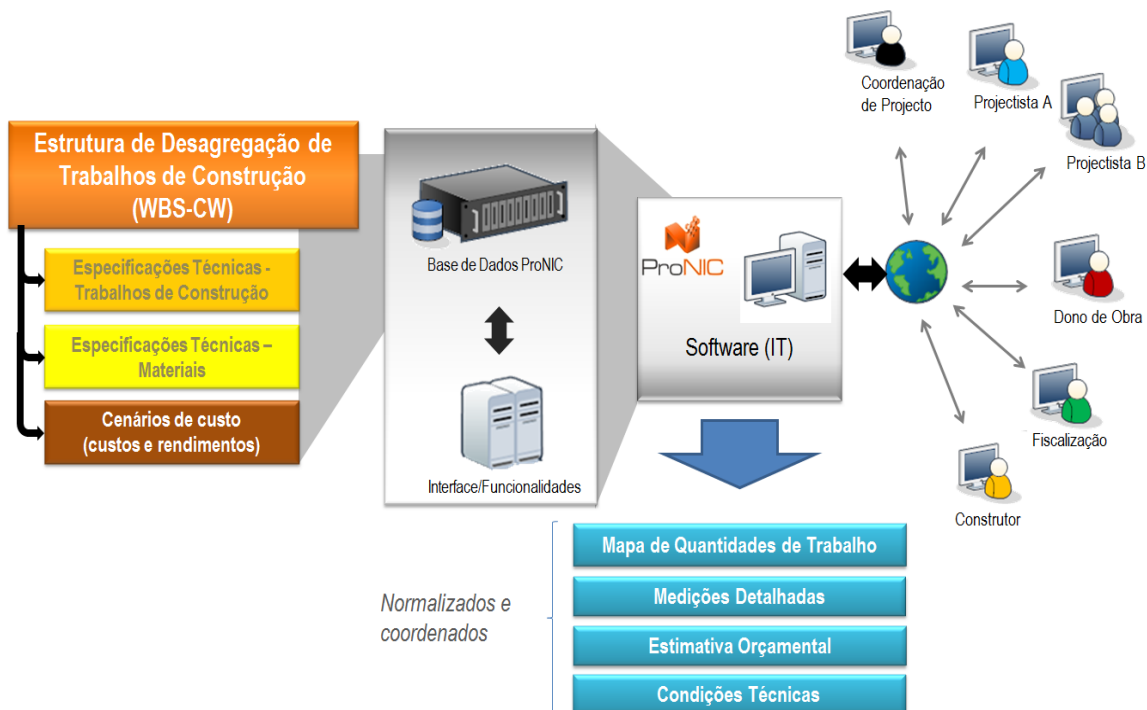 Estrutura de Desagregação de
Trabalhos de Construção
(WBS-CW)
Especificações Técnicas -
Trabalhos de Construção
Especificações Técnicas –
Materiais
Cenários de custo
(custos e rendimentos)
Base de Dados ProNIC
Interface/Funcionalidades
ProNIC
Software (IT)
Coordenação
de Projecto
Projectista A
Projectista B
Dono de Obra
Fiscalização
Construtor
Normalizados e
coordenados
Mapa de Quantidades de Trabalho
Medições Detalhadas
Estimativa Orçamental
Condições Técnicas